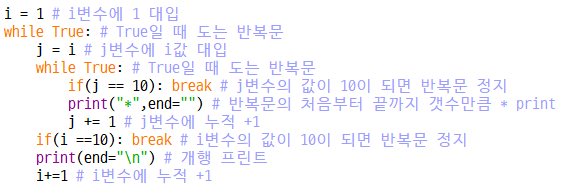 i = 1 # i변수에 1 대입
while True: # True일 때 도는 반복문
    j = i # j변수에 i값 대입
    while True: # True일 때 도는 반복문
        if(j == 10): break # j변수의 값이 10이 되면 반복문 정지
        print("*",end="") # 반복문의 처음부터 끝까지 갯수만큼 * print
        j += 1 # j변수에 누적 +1
    if(i ==10): break # i변수의 값이 10이 되면 반복문 정지
    print(end="\n") # 개행 프린트
    i+=1 # i변수에 누적 +1